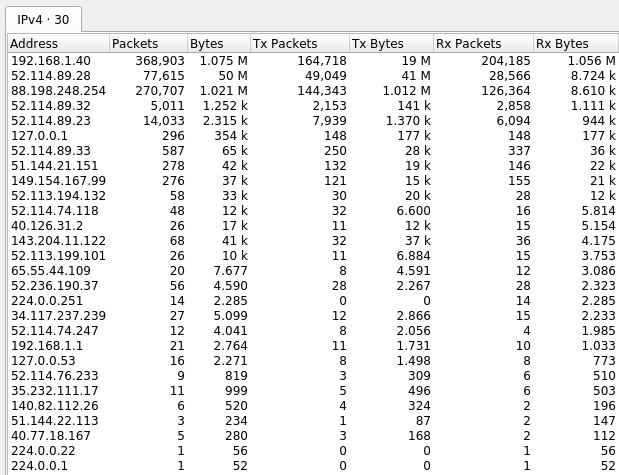 IPv4 · 30
Address Packets Bytes Tx Packets Tx Bytes Rx Packets Rx Bytes
192.168.1.40 368,903 1.075 M 164,718 19 M 204,185 1.056 M
52.114.89.28 77,615 50 M 49,049 41 M 28,566 8.724 k
88.198.248.254 270,707 1.021 M 144,343 1.012 M 126,364 8.610 k
52.114.89.32 5,011 1.252 k 2,153 141 k 2,858 1.111 k
52.114.89.23 14,033 2.315 k 7,939 1.370 k 6,094 944 k
127.0.0.1 296 354 k 148 177 k 148 177 k
52.114.89.33 587 65 k 250 28 k 337 36 k
51.144.21.151 278 42 k 132 19 k 146 22 k
149.154.167.99 276 37 k 121 15 k 155 21 k
52.113.194.132 58 33 k 30 20 k 28 12 k
52.114.74.118 48 12 k 32 6.600 16 5.814
40.126.31.2 26 17 k 11 12 k 15 5.154
143.204.11.122 68 41 k 32 37 k 36 4.175
52.113.199.101 26 10 k 11 6.884 15 3.753
65.55.44.109 20 7.677 8 4.591 12 3.086
52.236.190.37 56 4.590 28 2.267 28 2.323
224.0.0.251 14 2.285 0 0 14 2.285
34.117.237.239 27 5.099 12 2.866 15 2.233
52.114.74.247 12 4.041 8 2.056 4 1.985
192.168.1.1 21 2.764 11 1.731 10 1.033
127.0.0.53 16 2.271 8 1.498 8 773
52.114.76.233 9 819 3 309 6 510
35.232.111.17 11 999 5 496 6 503
140.82.112.26 6 520 4 324 2 196
51.144.22.113 3 234 1 87 2 147
40.77.18.167 5 280 3 168 2 112
224.0.0.22 1 56 0 0 1 56
224.0.0.1 1 52 0 0 1 52